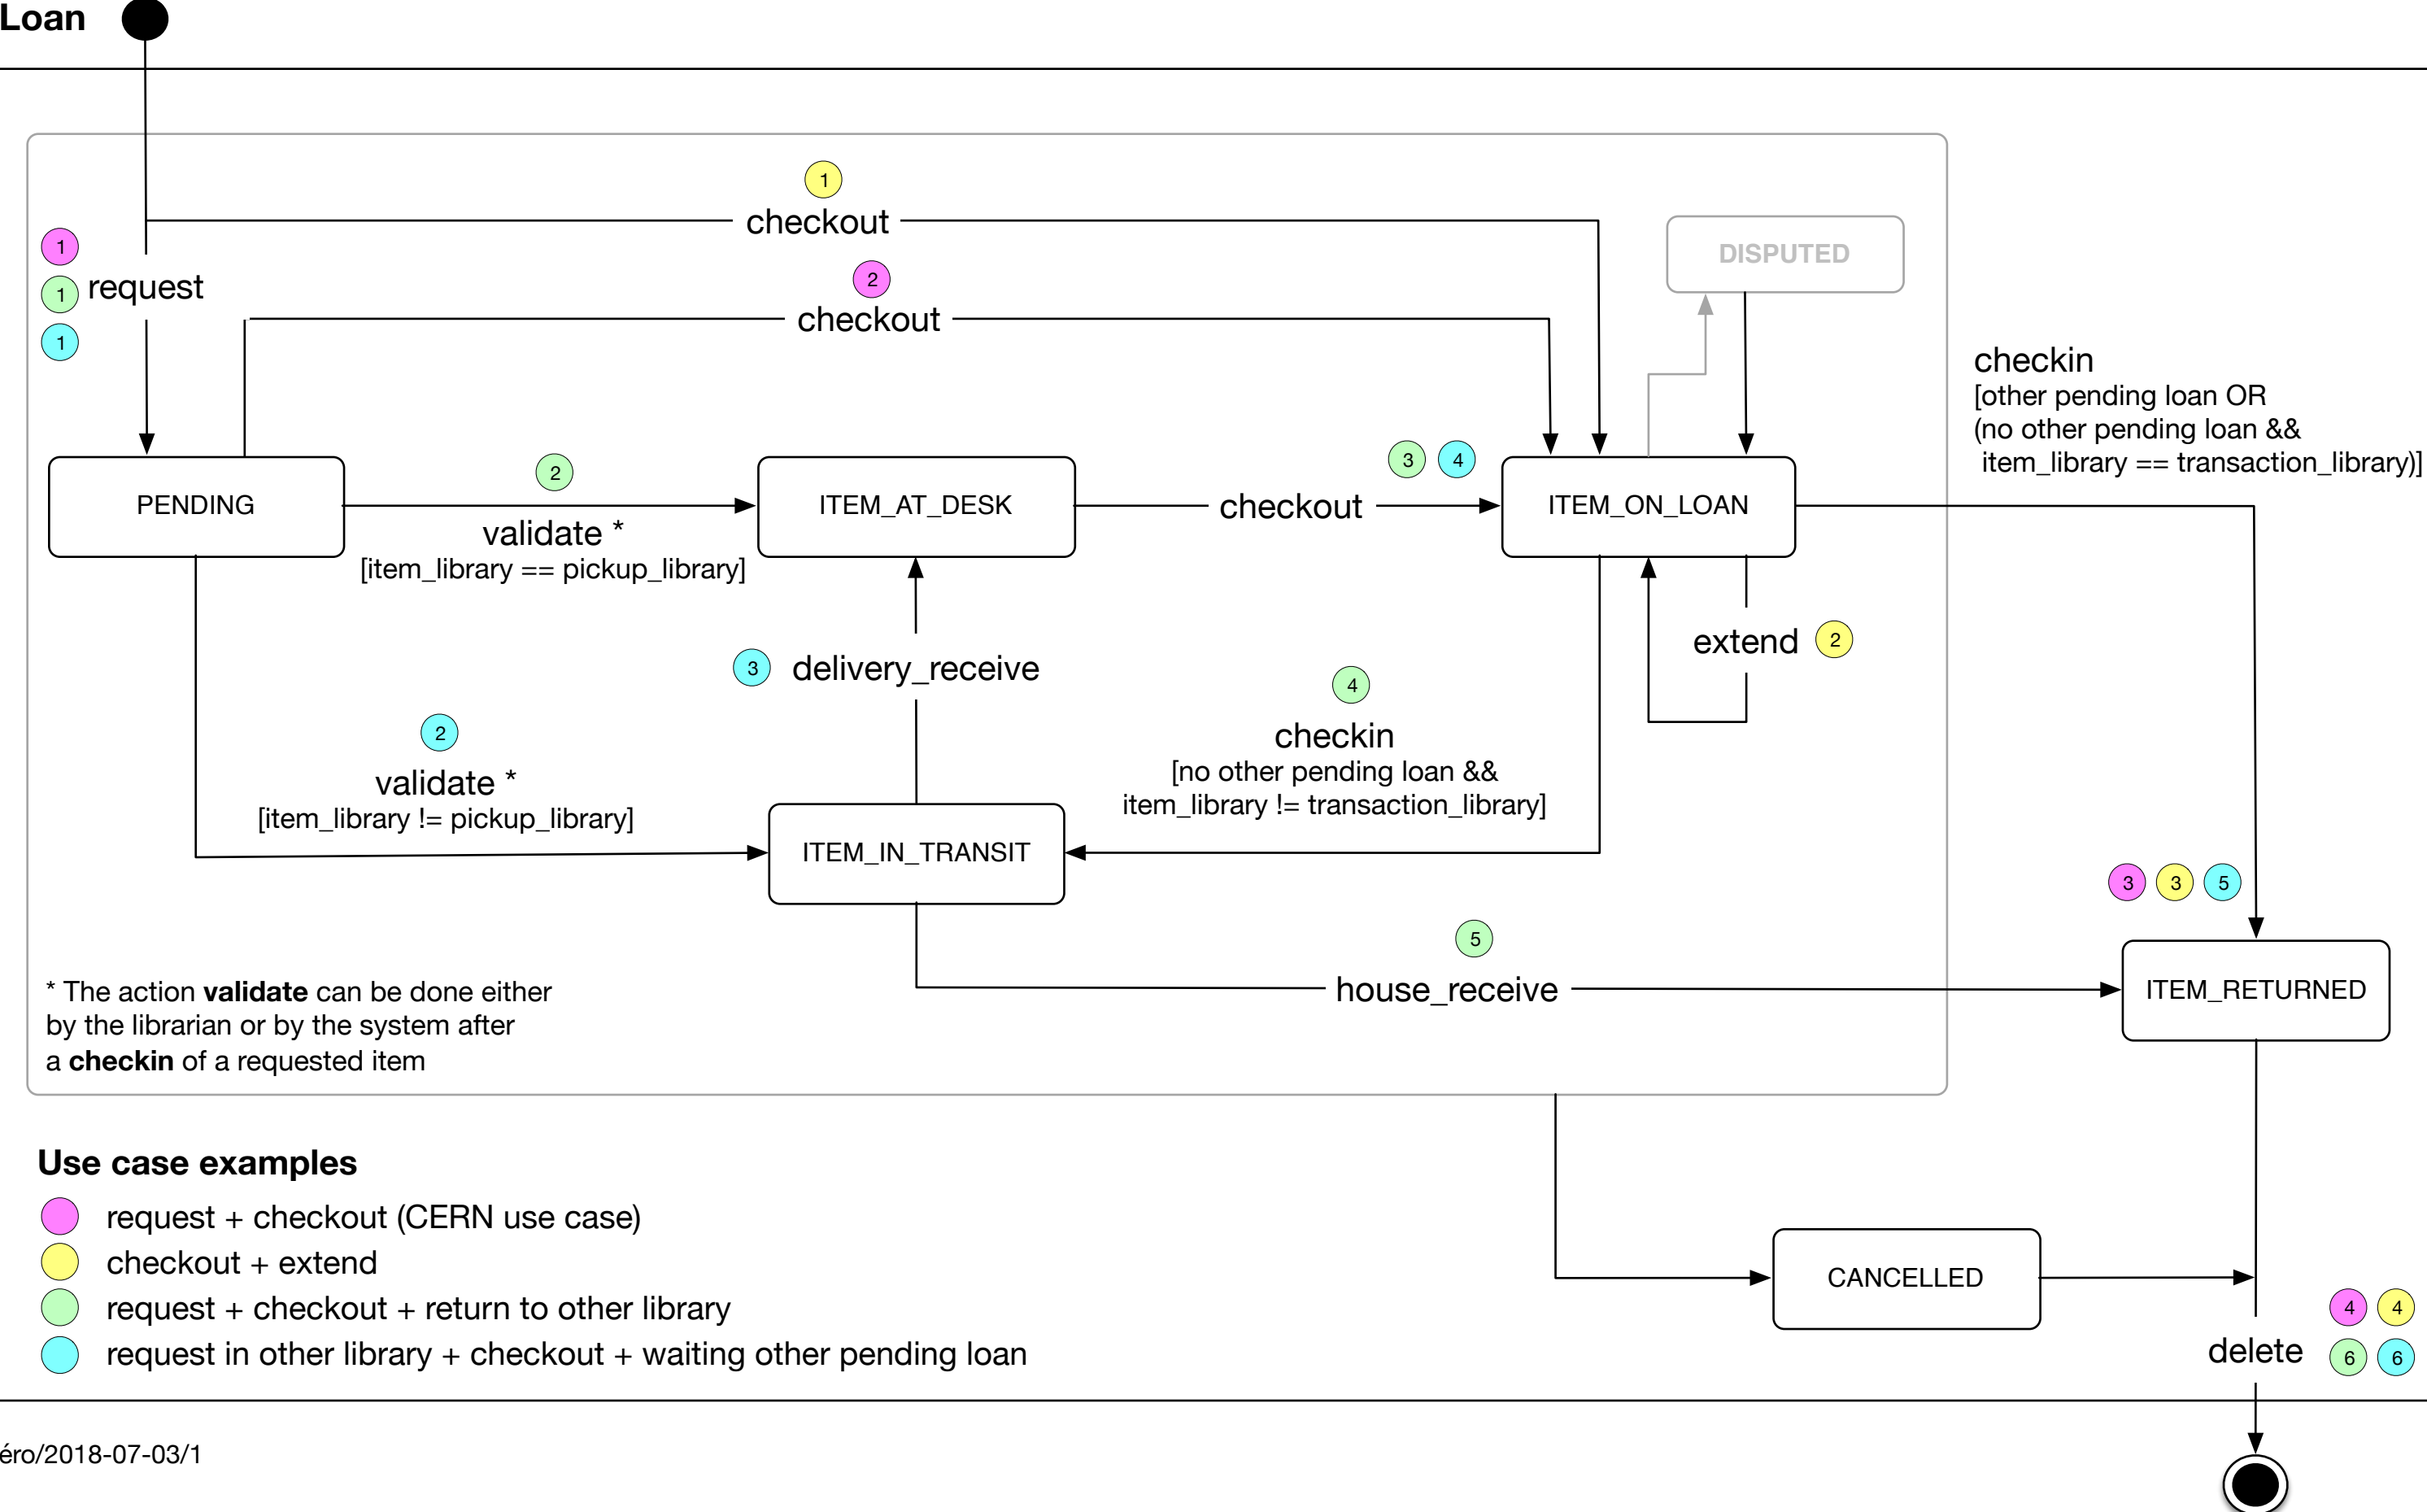 Loan
1
checkout
1
request
1
1
2
checkout
DISPUTED
checkin
[other pending loan OR
(no other pending loan &&
item_library == transaction_library)]
PENDING
2
validate *
[item_library == pickup_library]
ITEM_AT_DESK
checkout
3 4
ITEM_ON_LOAN
extend 2
3 delivery_receive
4
checkin
[no other pending loan &&
item_library != transaction_library]
2
validate *
[item_library != pickup_library]
ITEM_IN_TRANSIT
3 3 5
5
house_receive
ITEM_RETURNED
* The action validate can be done either
by the librarian or by the system after
a checkin of a requested item
Use case examples
request + checkout (CERN use case)
checkout + extend
request + checkout + return to other library
request in other library + checkout + waiting other pending loan
CANCELLED
4 4
delete
6 6
éro/2018-07-03/1